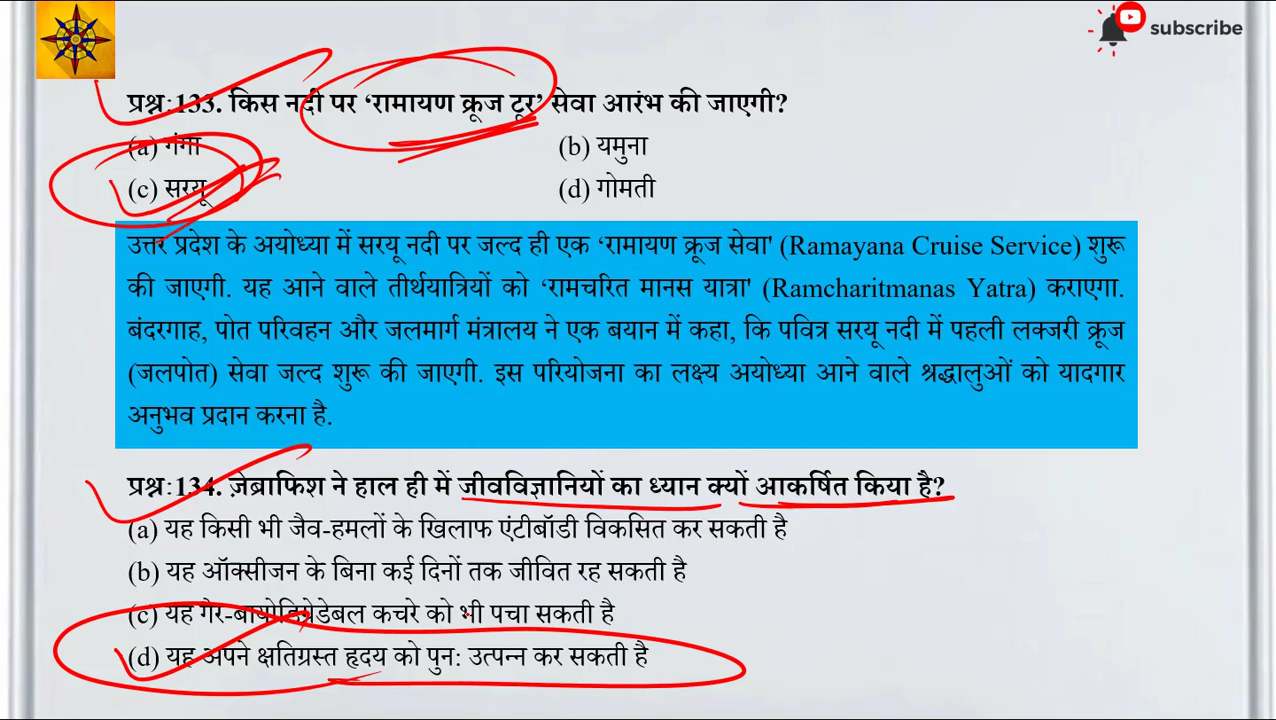 subscribe
प्रश्न:133. किस नदी पर ‘रामायण क्रूज टूर’ सेवा आरंभ की जाएगी?
(a) गंगा (b) यमुना
(c) सरयू (d) गोमती
उत्तर प्रदेश के अयोध्या में सरयू नदी पर जल्द ही एक ‘रामायण क्रूज सेवा' (Ramayana Cruise Service) शुरू
की जाएगी. यह आने वाले तीर्थयात्रियों को ‘रामचरित मानस यात्रा' (Ramcharitmanas Yatra) कराएगा.
बंदरगाह, पोत परिवहन और जलमार्ग मंत्रालय ने एक बयान में कहा, कि पवित्र सरयू नदी में पहली लक्जरी क्रूज
(जलपोत) सेवा जल्द शुरू की जाएगी. इस परियोजना का लक्ष्य अयोध्या आने वाले श्रद्धालुओं को यादगार
अनुभव प्रदान करना है.
प्रश्न:134. ज़ेब्राफिश ने हाल ही में जीवविज्ञानियों का ध्यान क्यों आकर्षित किया है?
(a) यह किसी भी जैव-हमलों के खिलाफ एंटीबॉडी विकसित कर सकती है
(b) यह ऑक्सीजन के बिना कई दिनों तक जीवित रह सकती है
(c) यह गैर-बायोडिग्रेडेबल कचरे को भी पचा सकती है
(d) यह अपने क्षतिग्रस्त हृदय को पुन: उत्पन्न कर सकती है